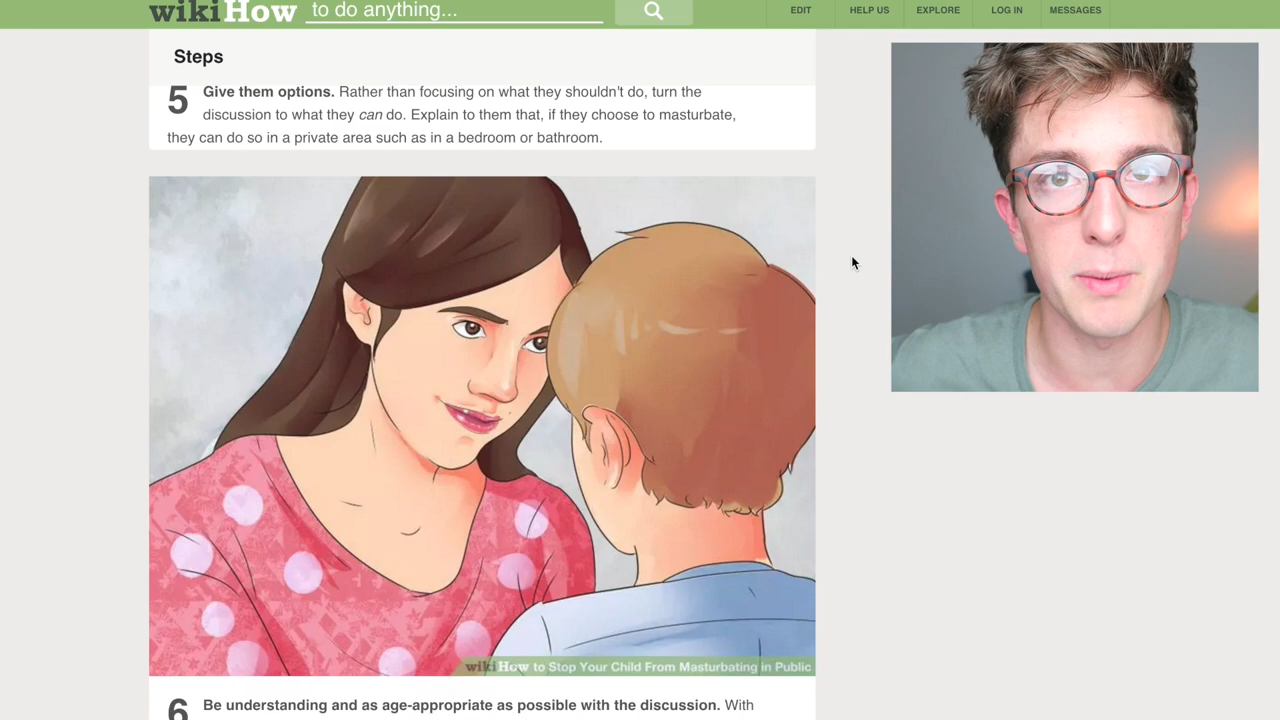 wikiHow to do anything...
EDIT HELP US EXPLORE LOG IN MESSAGES
Steps
5 Give them options. Rather than focusing on what they shouldn't do, turn the
discussion to what they can do. Explain to them that, if they choose to masturbate,
they can do so in a private area such as in a bedroom or bathroom.
wikiHow to Stop Your Child From Masturbating in Public
6 Be understanding and as age-appropriate as possible with the discussion. With